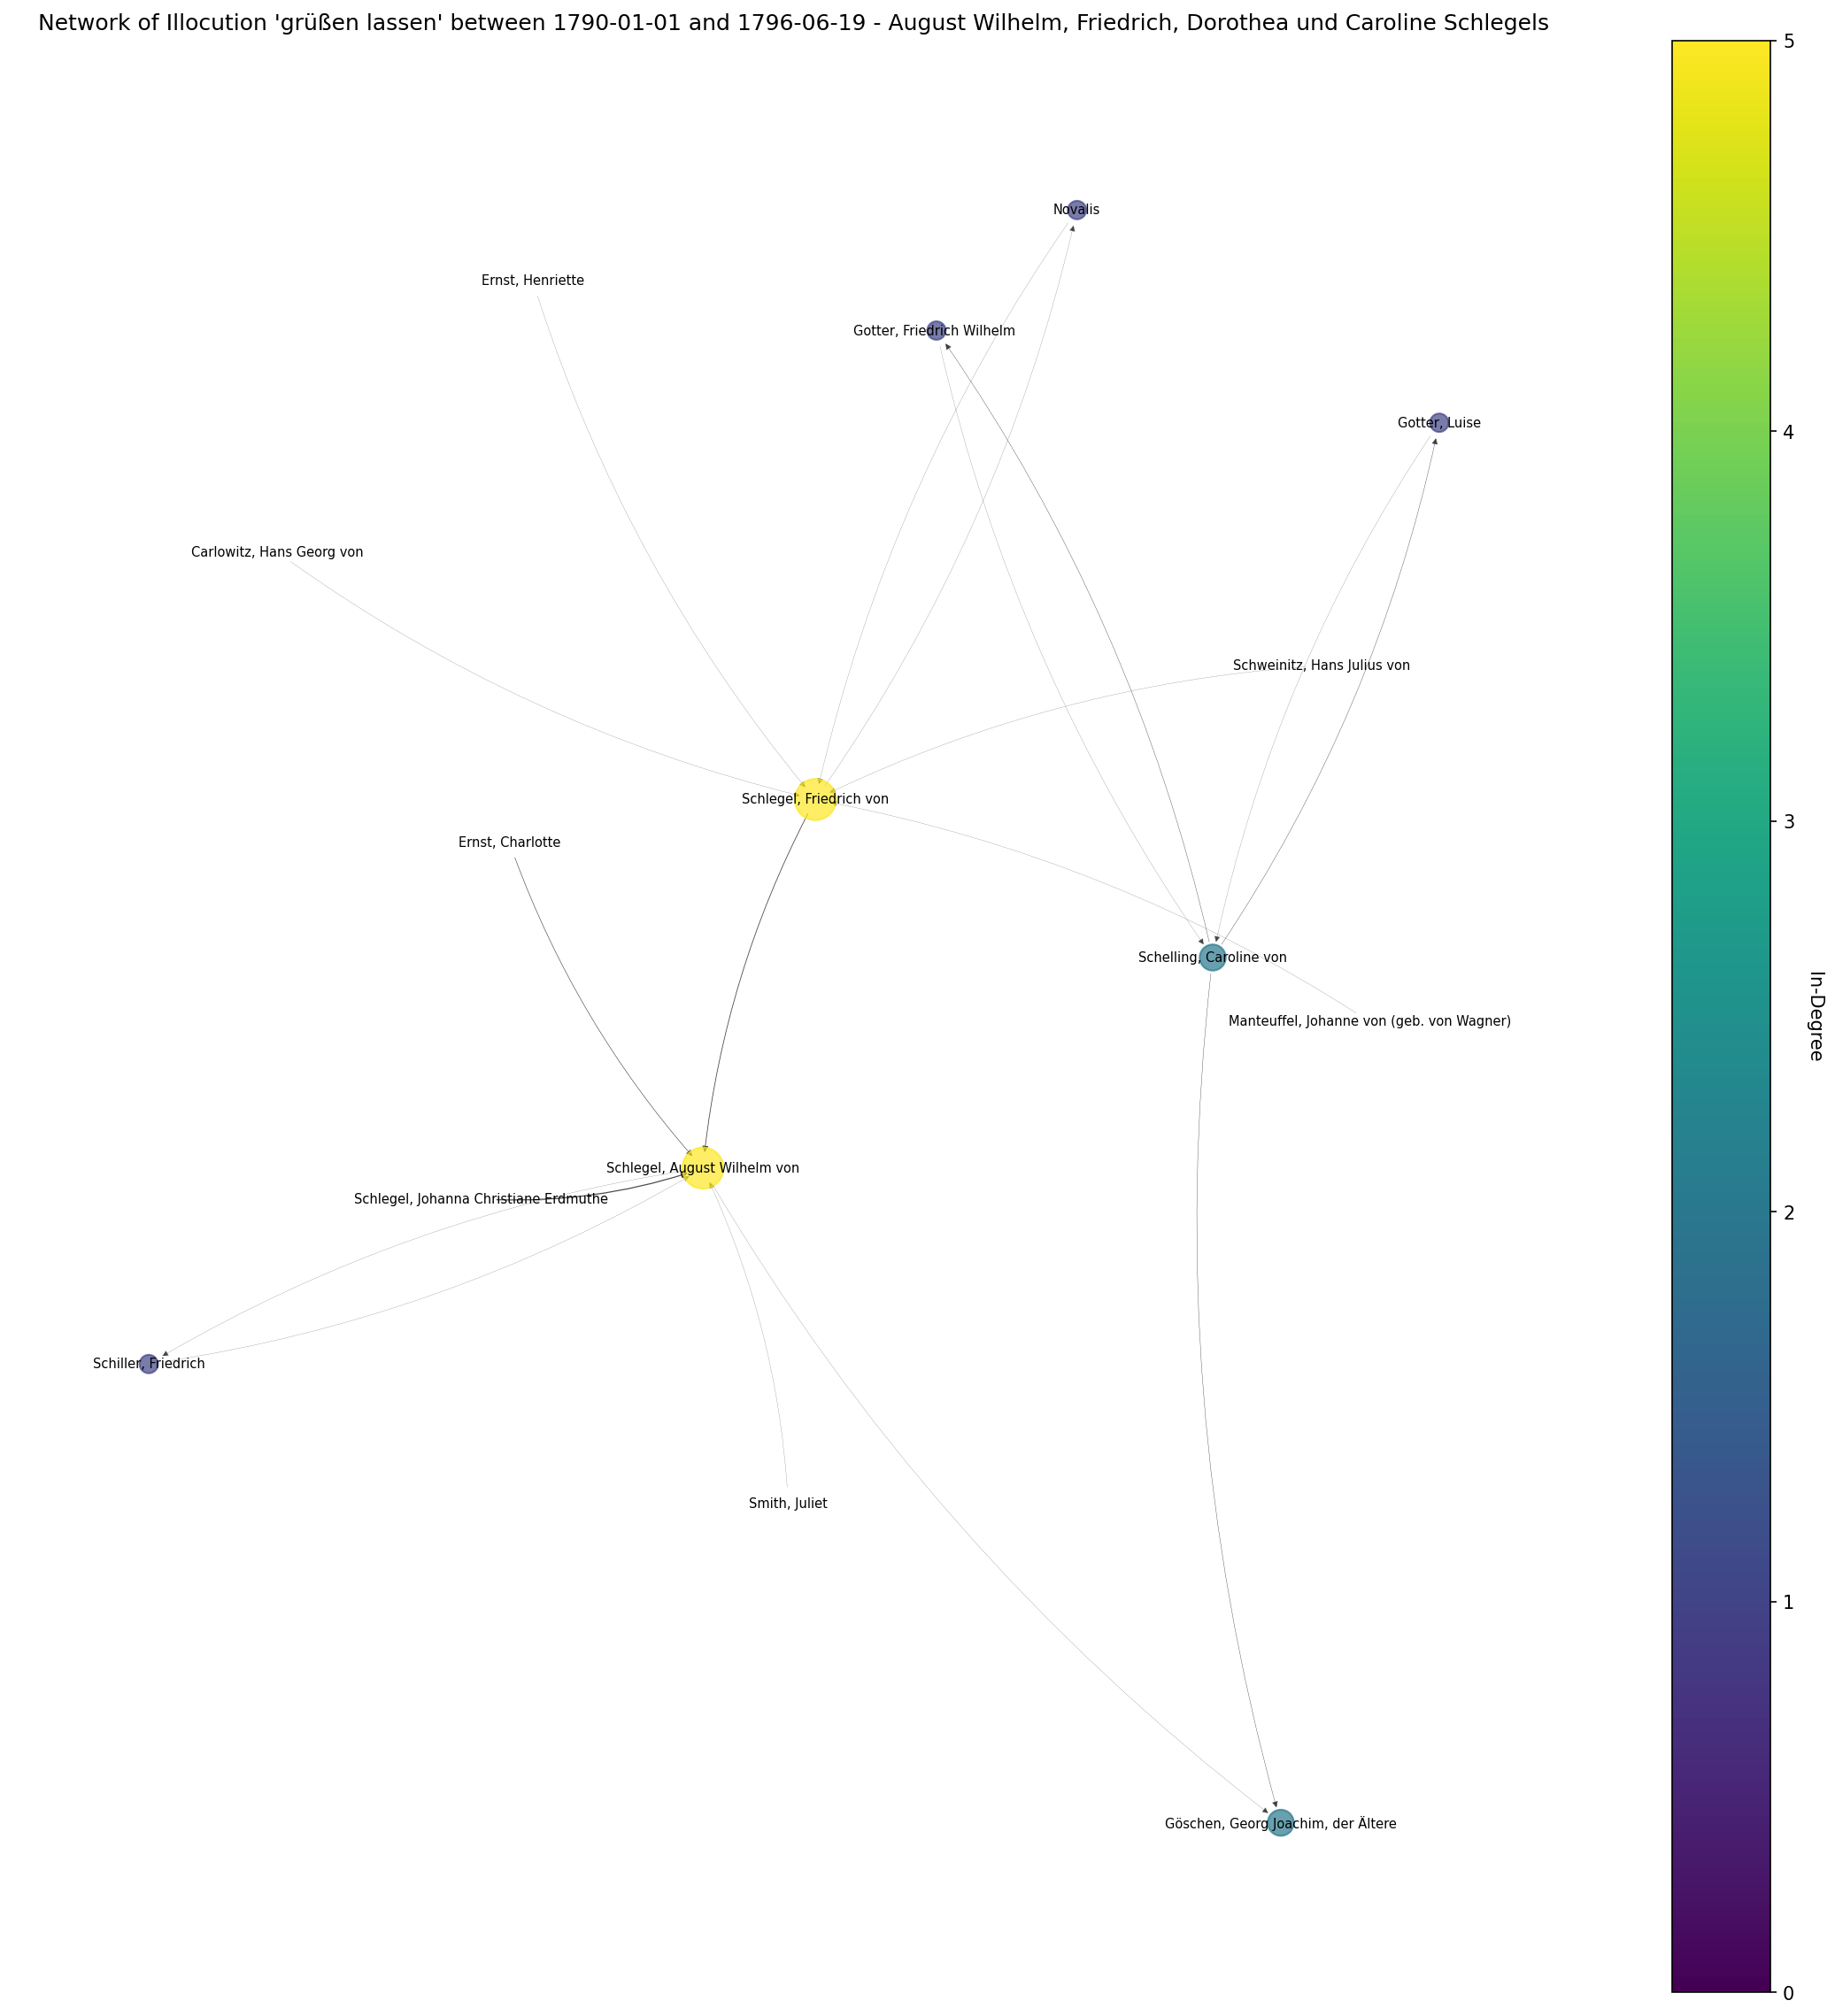 Network of Illocution 'grüßen lassen' between 1790-01-01 and 1796-06-19 - August Wilhelm, Friedrich, Dorothea und Caroline Schlegels
5
Novalis
Ernst, Henriette
Gotter, Friedrich Wilhelm
Gotter, Luise
4
Carlowitz, Hans Georg von
Schweinitz, Hans Julius von
Schlegel, Friedrich von
3
Ernst, Charlotte
Schelling, Caroline von
In-Degree
Manteuffel, Johanne von (geb. von Wagner)
Schlegel, August Wilhelm von
Schlegel, Johanna Christiane Erdmuthe
2
Schiller, Friedrich
Smith, Juliet
1
Göschen, Georg Joachim, der Ältere
0